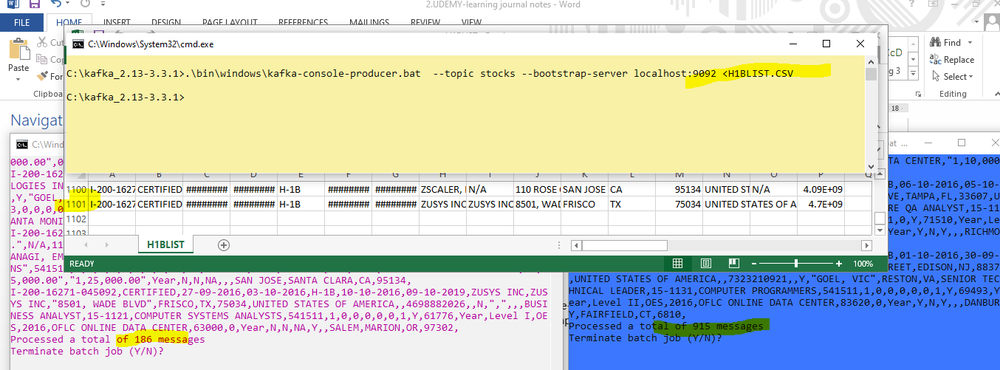 2.UDEMY-learning journal notes - Word
FILE HOME INSERT DESIGN PAGE LAYOUT REFERENCES MAILINGS REVIEW VIEW
Paste
Cut
Cop
For
Clipboard
Find
Replace
Select
Editing
CcD
g 3
18
Navigat
C:\Windows\System32\cmd.exe
C:\kafka_2.13-3.3.1>.\bin\windows\kafka-console-producer.bat --topic stocks --bootstrap-server localhost:9092 <H1BLIST.CSV
C:\kafka_2.13-3.3.1>
A B C D E F G H I J K L M N O P Q
1100 I-200-1627 CERTIFIED ######## ######## H-1B ######## ######## ZSCALER, I N/A 110 ROSE SAN JOSE CA 95134 UNITED ST N/A 4.09E+09
1101 I-200-1627 CERTIFIED ######## ######## H-1B ######## ######## ZUSYS INC ZUSYS INC 8501, WAD FRISCO TX 75034 UNITED STATES OF A 4.7E+09
1102
1103
H1BLIST
READY
100%
C:\Wind
000.00",0
I-200-162
LOGIES IN
,Y,"GOEL,
3,0,0,0,0
ANTA MONI
I-200-162
.",N/A,11
ANAGI, EM
NS",54151
5,000.00","1,25,000.00",Year,N,N,NA,,,SAN JOSE,SANTA CLARA,CA,95134,
I-200-16271-045092,CERTIFIED,27-09-2016,03-10-2016,H-1B,10-10-2016,09-10-2019,ZUSYS INC,ZUS
YS INC,"8501, WADE BLVD",FRISCO,TX,75034,UNITED STATES OF AMERICA,,4698882026,,N,",",,,BUSI
NESS ANALYST,15-1121,COMPUTER SYSTEMS ANALYSTS,541511,1,0,0,0,0,1,Y,61776,Year,Level I,OE
S,2016,OFLC ONLINE DATA CENTER,63000,0,Year,N,N,NA,Y,,SALEM,MARION,OR,97302,
Processed a total of 186 messages
Terminate batch job (Y/N)?
bat ...
TA CENTER,"1,10,000
B,06-10-2016,05-10-
VE,TAMPA,FL,33607,U
RE QA ANALYST,15-11
1,0,Y,71510,Year,Le
Year,Y,N,Y,,,RICHMO
B,01-10-2016,30-09-
REET,EDISON,NJ,8837
,UNITED STATES OF AMERICA,,7323210921,,Y,"GOEL, VIC",RESTON,VA,SENIOR TEC
HNICAL LEADER,15-1131,COMPUTER PROGRAMMERS,541511,1,0,0,0,0,1,Y,69493,Y
ear,Level II,OES,2016,OFLC ONLINE DATA CENTER,83620,0,Year,Y,N,Y,,,DANBUR
Y,FAIRFIELD,CT,6810,
Processed a total of 915 messages
Terminate batch job (Y/N)?